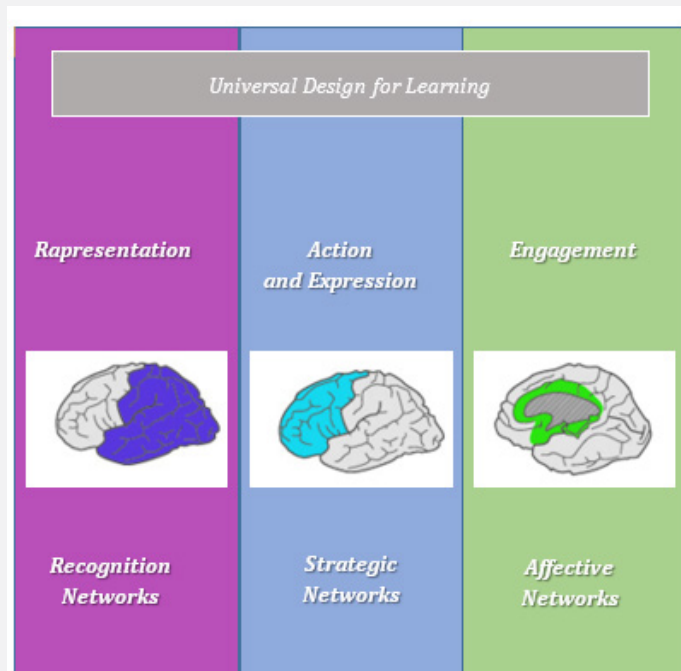 Universal Design for Learning
Rapresentation
Action
and Expression
Engagement
Recognition
Networks
Strategic
Networks
Affective
Networks